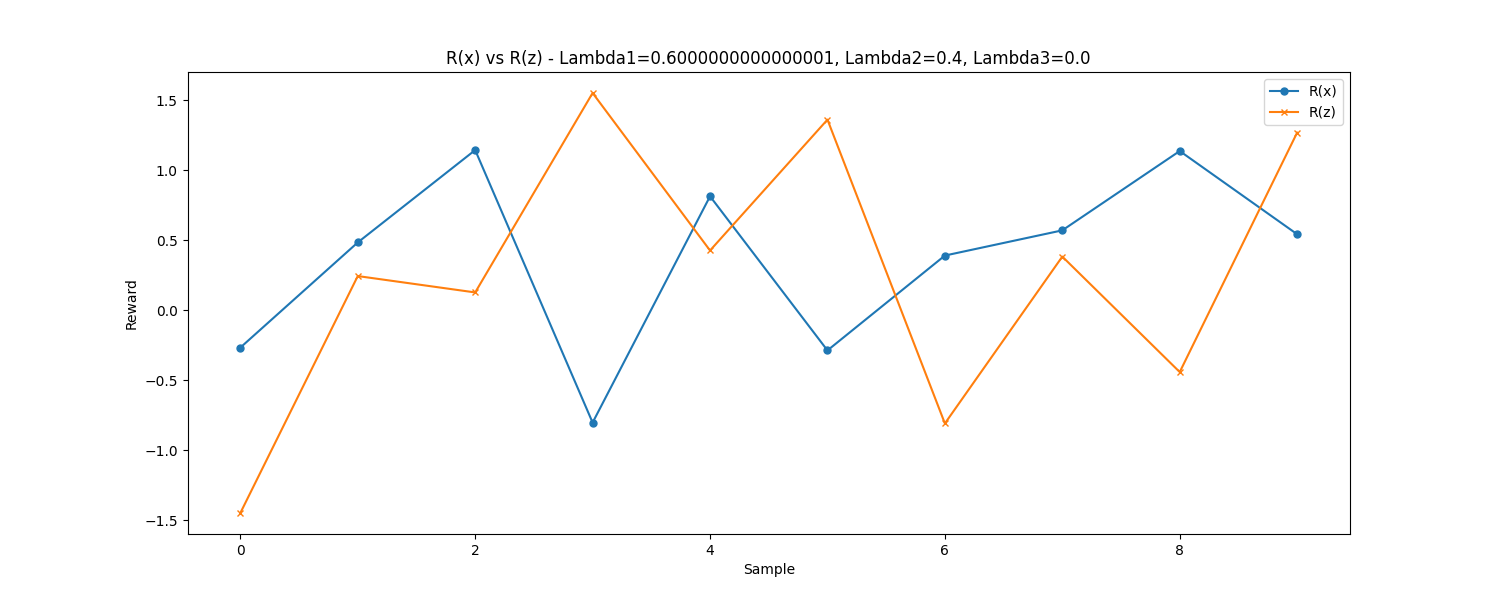 R(x) vs R(z) - Lambda1=0.6000000000000001, Lambda2=0.4, Lambda3=0.0
R(x)
R(z)
1.5
1.0
0.5
0.0
−0.5
−1.0
−1.5
Reward
0 2 4 6 8
Sample